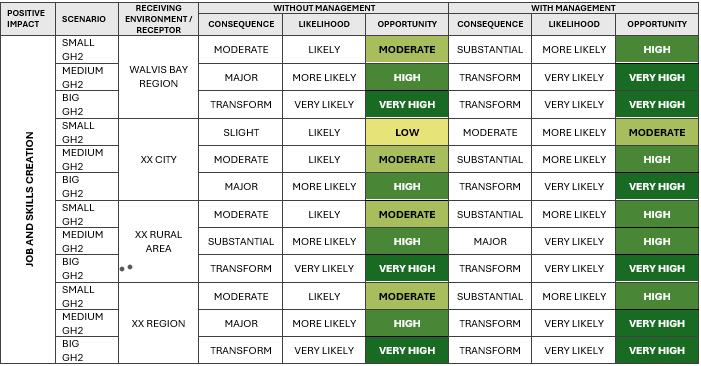 POSITIVE IMPACT | SCENARIO | RECEIVING ENVIRONMENT / RECEPTOR | WITHOUT MANAGEMENT | WITH MANAGEMENT
CONSEQUENCE | LIKELIHOOD | OPPORTUNITY | CONSEQUENCE | LIKELIHOOD | OPPORTUNITY
JOB AND SKILLS CREATION
SMALL GH2 | WALVIS BAY REGION | MODERATE | LIKELY | MODERATE | SUBSTANTIAL | MORE LIKELY | HIGH
MEDIUM GH2 | MAJOR | MORE LIKELY | HIGH | TRANSFORM | VERY LIKELY | VERY HIGH
BIG GH2 | TRANSFORM | VERY LIKELY | VERY HIGH | TRANSFORM | VERY LIKELY | VERY HIGH
SMALL GH2 | XX CITY | SLIGHT | LIKELY | LOW | MODERATE | MORE LIKELY | MODERATE
MEDIUM GH2 | MODERATE | LIKELY | MODERATE | SUBSTANTIAL | MORE LIKELY | HIGH
BIG GH2 | MAJOR | MORE LIKELY | HIGH | TRANSFORM | VERY LIKELY | VERY HIGH
SMALL GH2 | XX RURAL AREA | MODERATE | LIKELY | MODERATE | SUBSTANTIAL | MORE LIKELY | HIGH
MEDIUM GH2 | SUBSTANTIAL | MORE LIKELY | HIGH | MAJOR | VERY LIKELY | HIGH
BIG GH2 | TRANSFORM | VERY LIKELY | VERY HIGH | TRANSFORM | VERY LIKELY | VERY HIGH
SMALL GH2 | XX REGION | MODERATE | LIKELY | MODERATE | SUBSTANTIAL | MORE LIKELY | HIGH
MEDIUM GH2 | MAJOR | MORE LIKELY | HIGH | TRANSFORM | VERY LIKELY | VERY HIGH
BIG GH2 | TRANSFORM | VERY LIKELY | VERY HIGH | TRANSFORM | VERY LIKELY | VERY HIGH